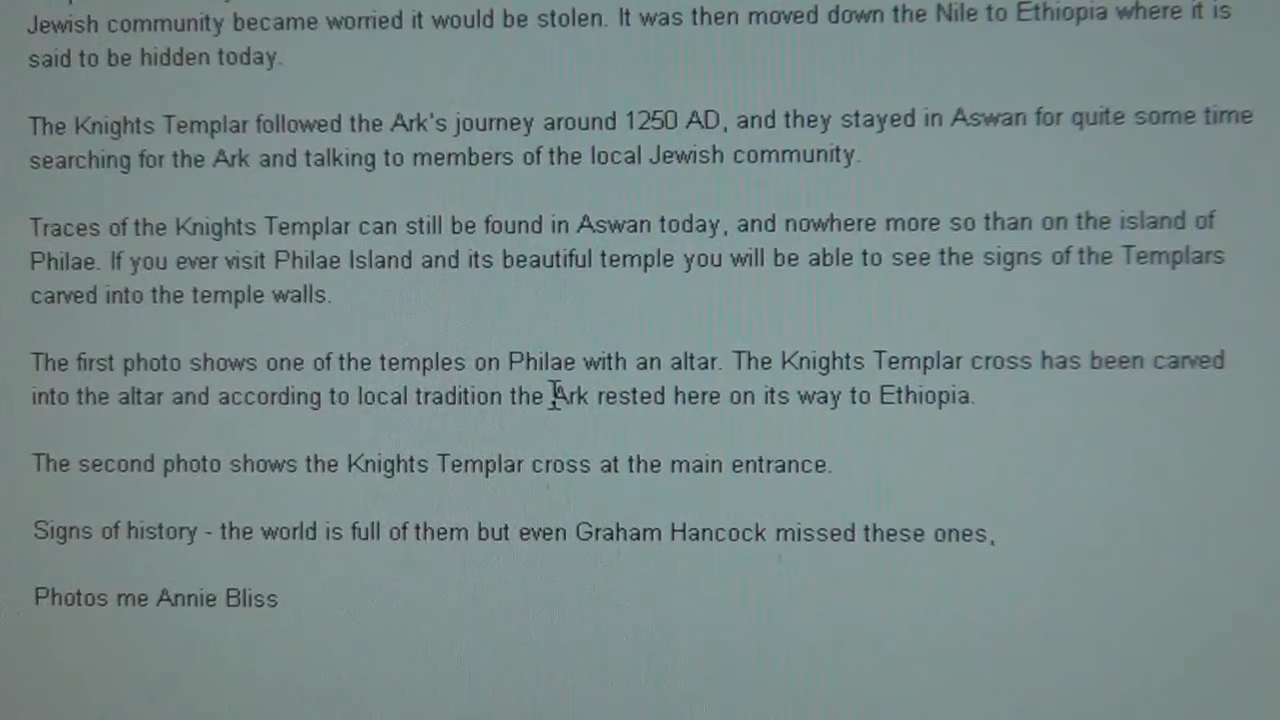 Jewish community became worried it would be stolen. It was then moved down the Nile to Ethiopia where it is
said to be hidden today.
The Knights Templar followed the Ark's journey around 1250 AD, and they stayed in Aswan for quite some time
searching for the Ark and talking to members of the local Jewish community.
Traces of the Knights Templar can still be found in Aswan today, and nowhere more so than on the island of
Philae. If you ever visit Philae Island and its beautiful temple you will be able to see the signs of the Templars
carved into the temple walls.
The first photo shows one of the temples on Philae with an altar. The Knights Templar cross has been carved
into the altar and according to local tradition the Ark rested here on its way to Ethiopia.
The second photo shows the Knights Templar cross at the main entrance.
Signs of history - the world is full of them but even Graham Hancock missed these ones,
Photos me Annie Bliss